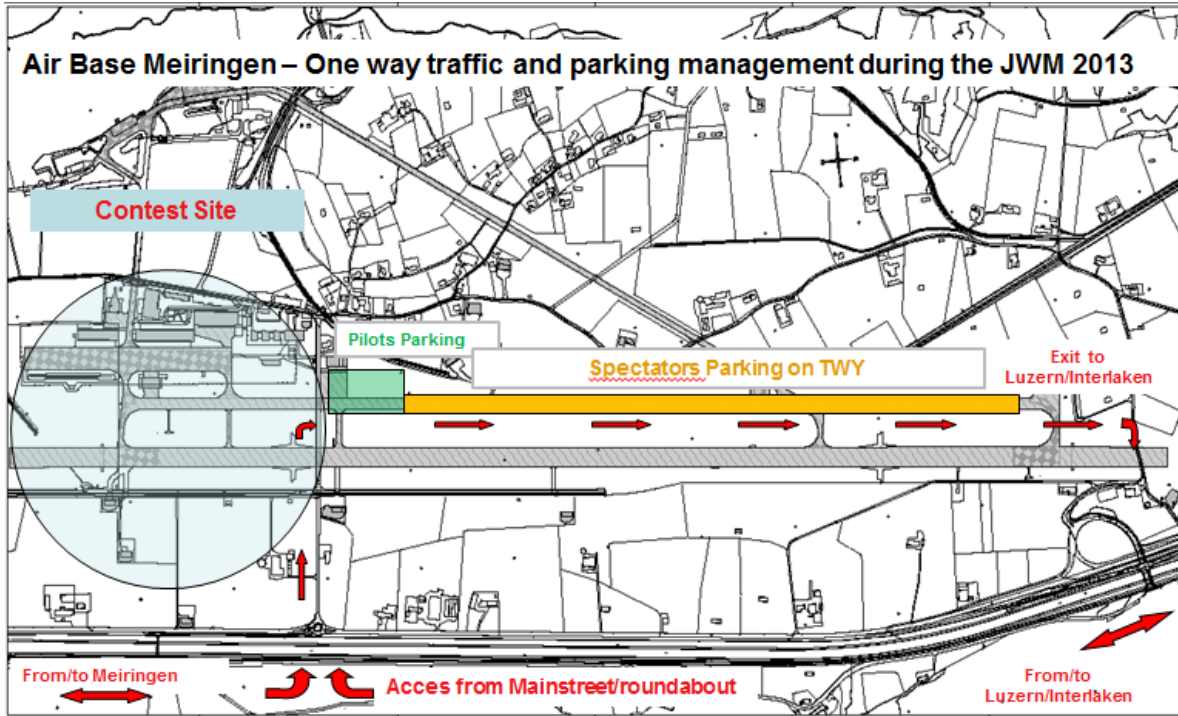 Air Base Meiringen – One way traffic and parking management during the JWM 2013
Contest Site
Pilots Parking
Spectators Parking on TWY
Exit to
Luzern/Interlaken
From/to Meiringen
Acces from Mainstreet/roundabout
From/to
Luzern/Interlaken